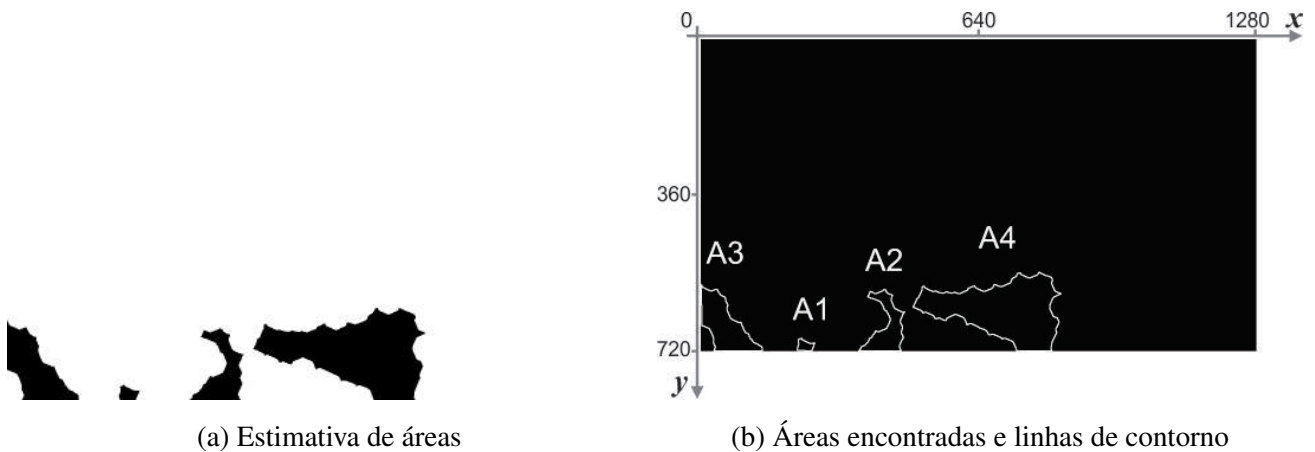 0 640 1280 x
360
A4
A3 A2
A1
720
y
(a) Estimativa de áreas (b) Áreas encontradas e linhas de contorno